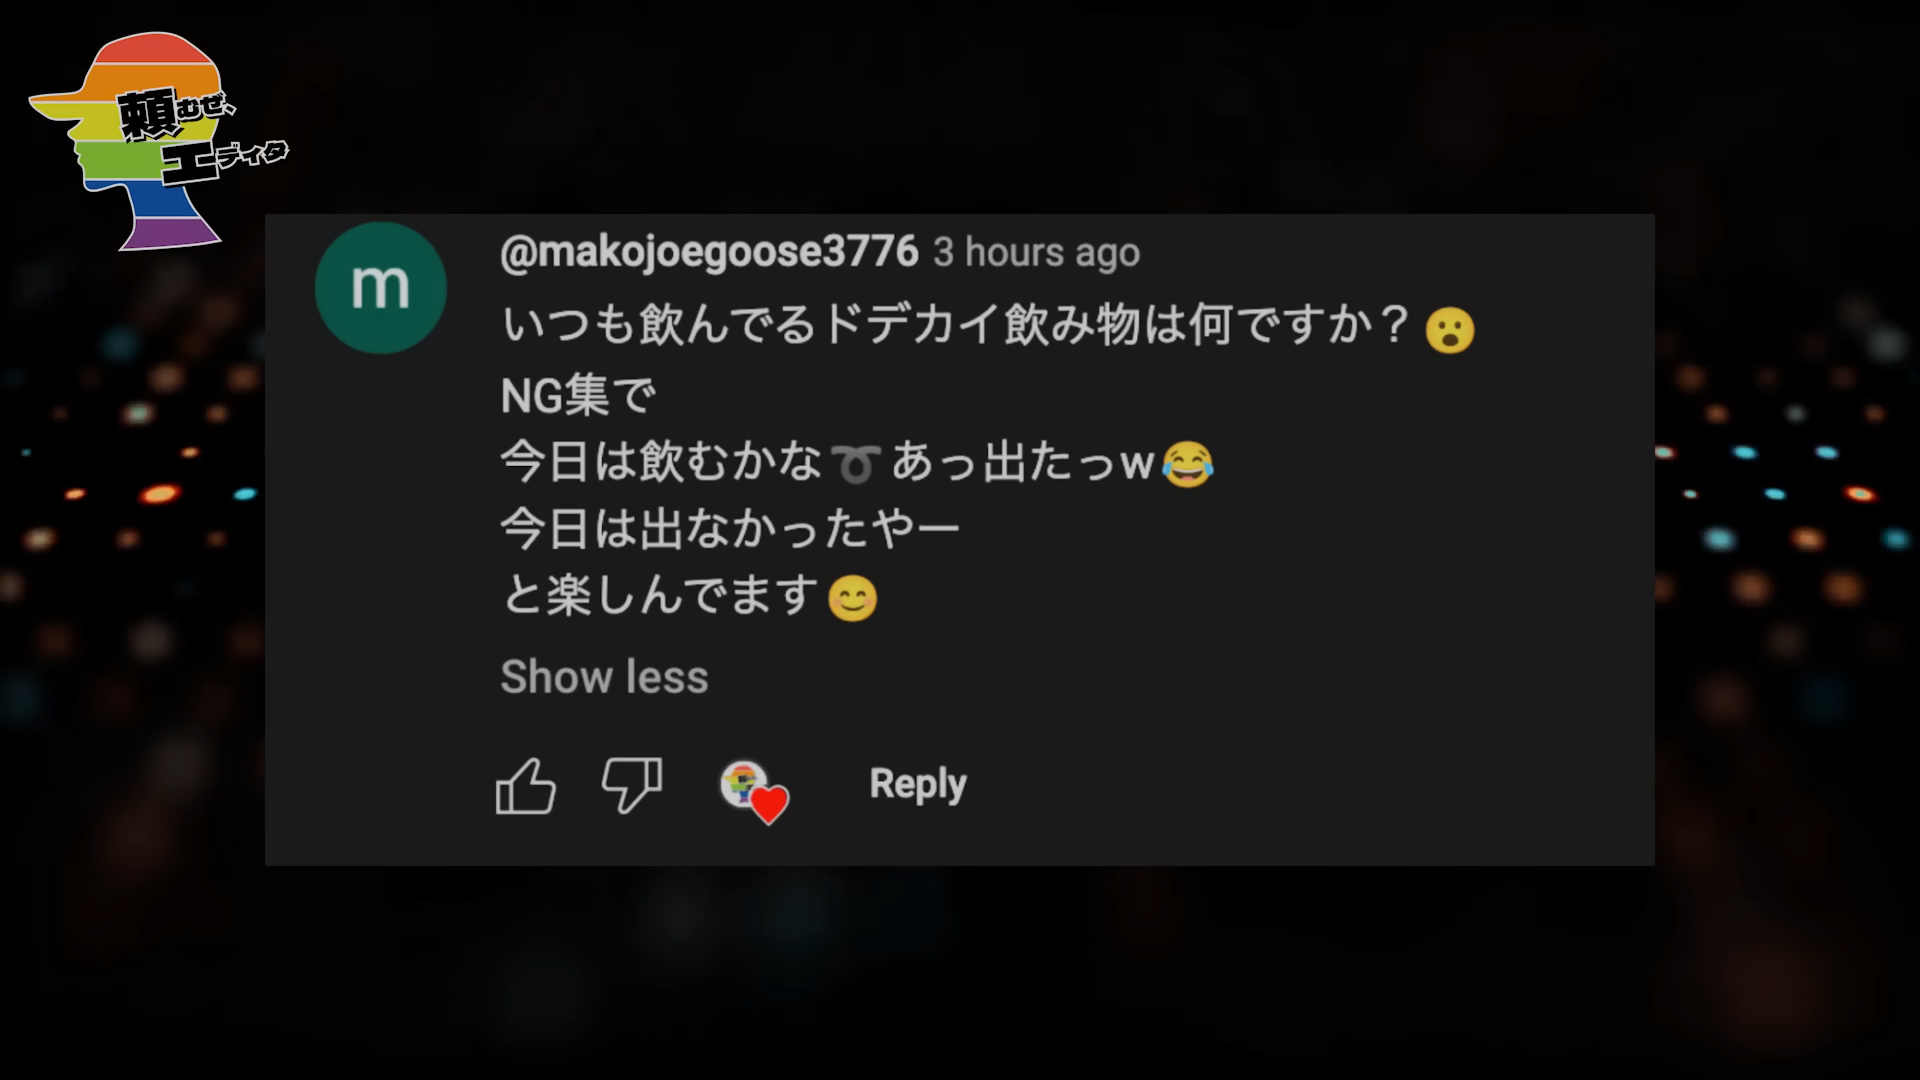 頼むぜ、
エディタ
m
@makojoegoose3776 3 hours ago
いつも飲んでるドデカイ飲み物は何ですか？😮
NG集で
今日は飲むかな➰あっ出たっw😂
今日は出なかったやー
と楽しんでます😊
Show less
Reply